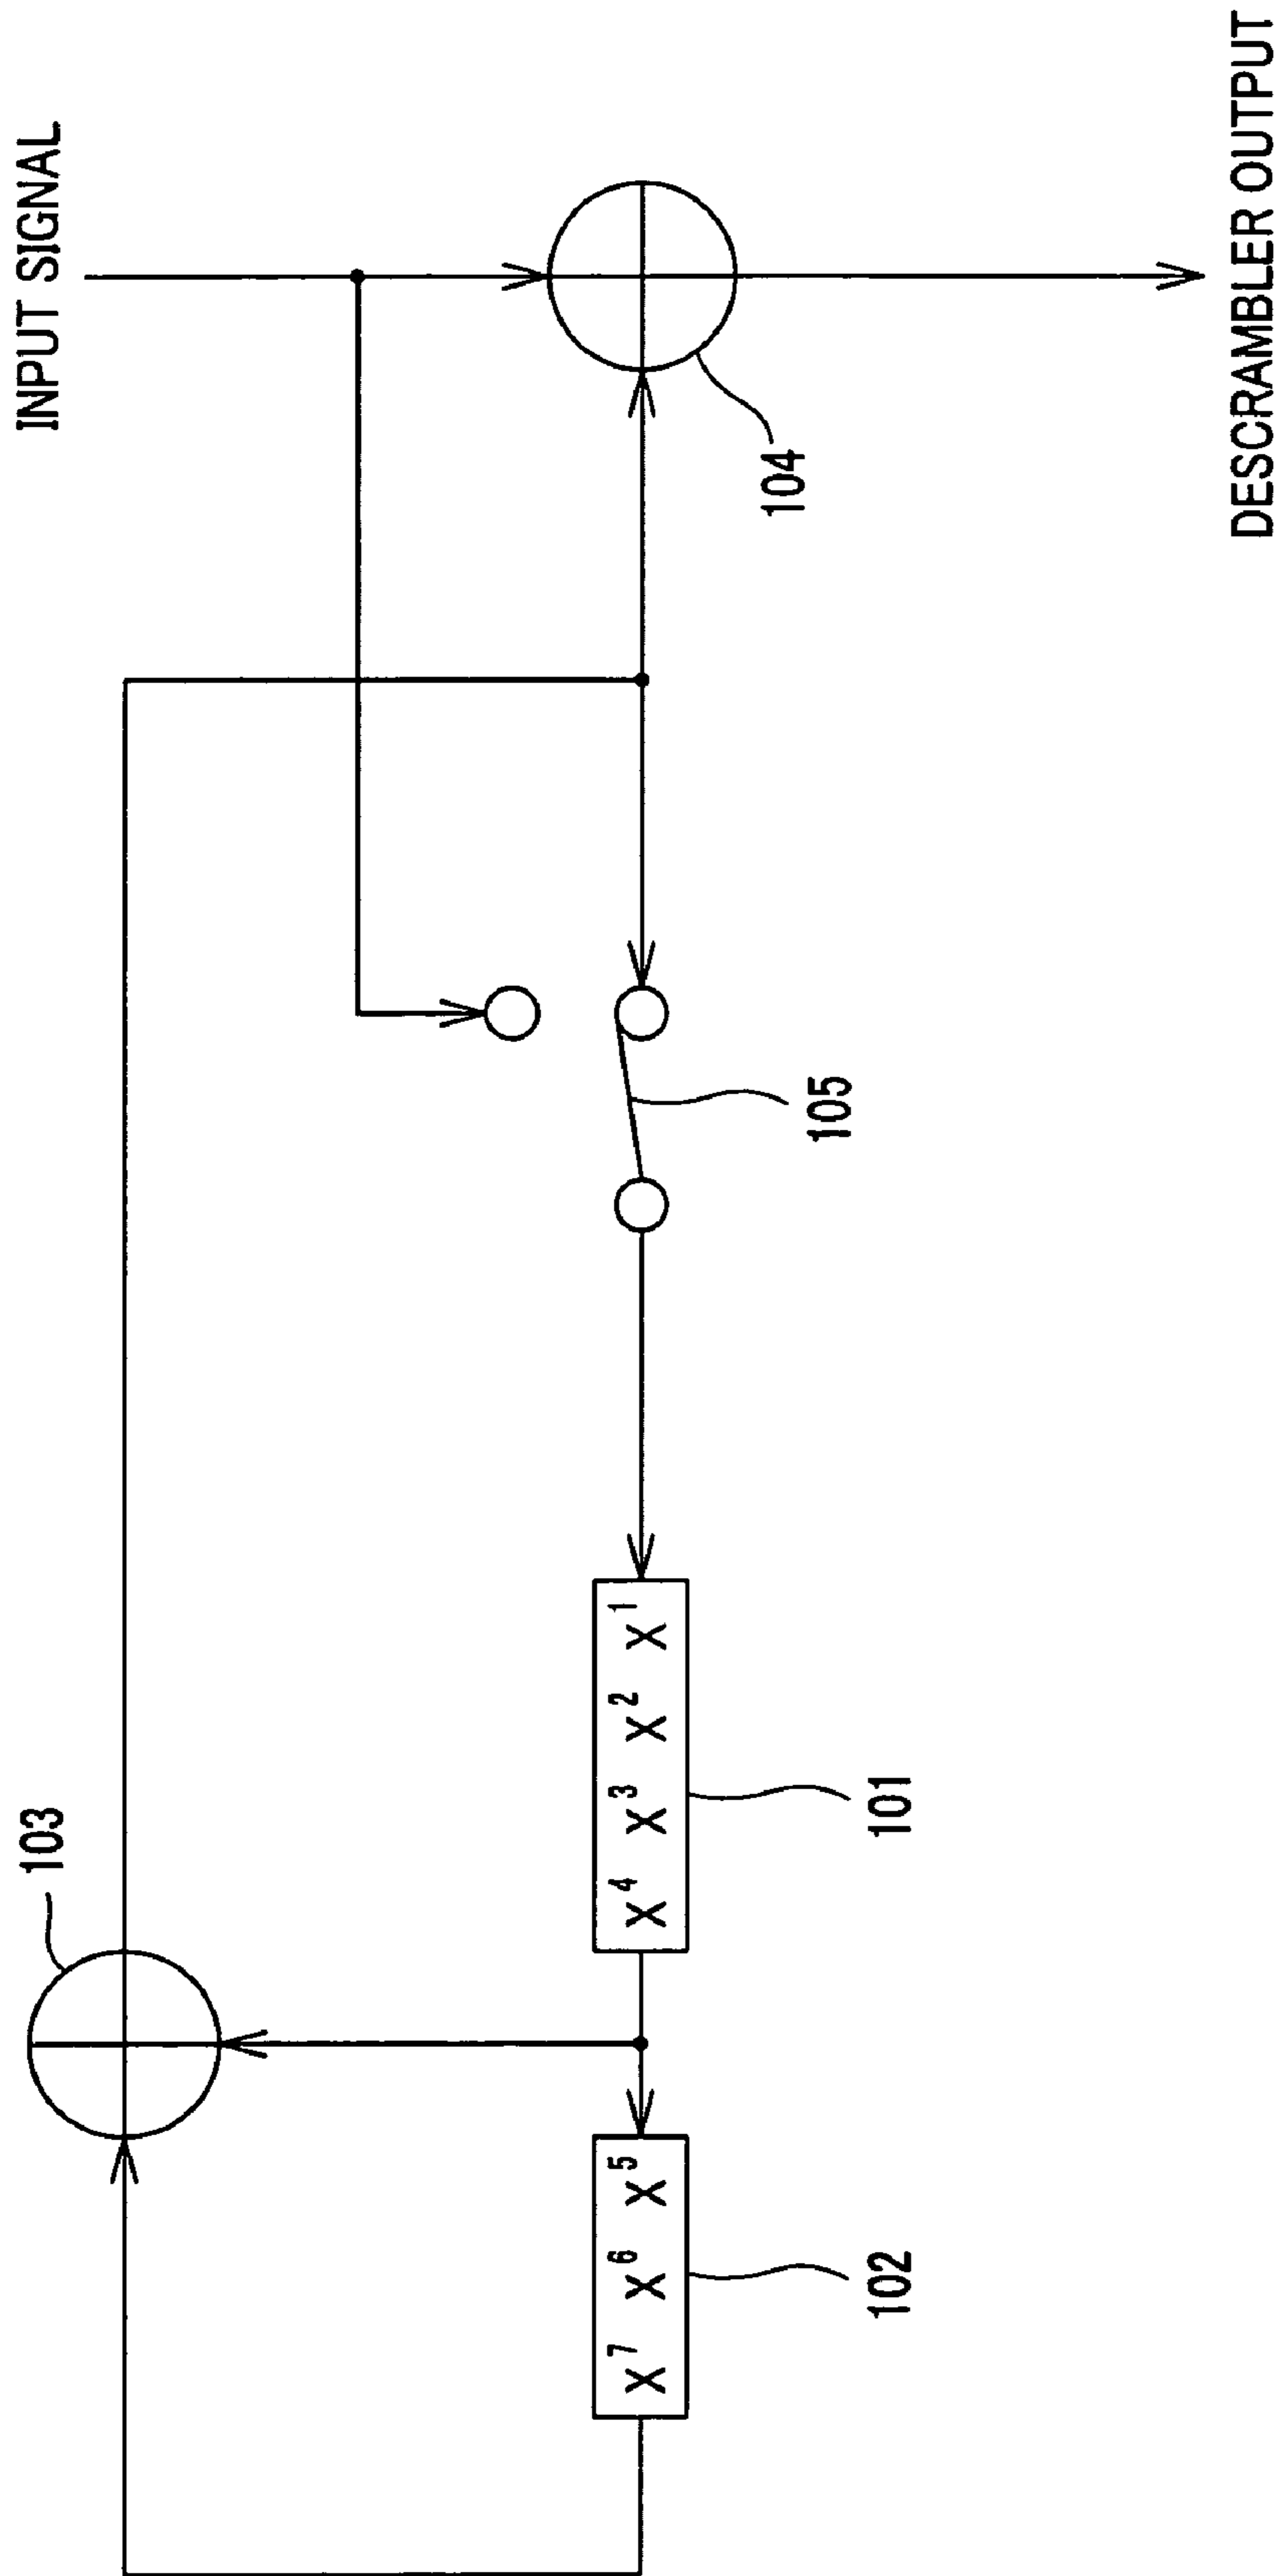 INPUT SIGNAL
103
104
105
X⁷ X⁶ X⁵
X⁴ X³ X² X¹
102
101
DESCRAMBLER OUTPUT